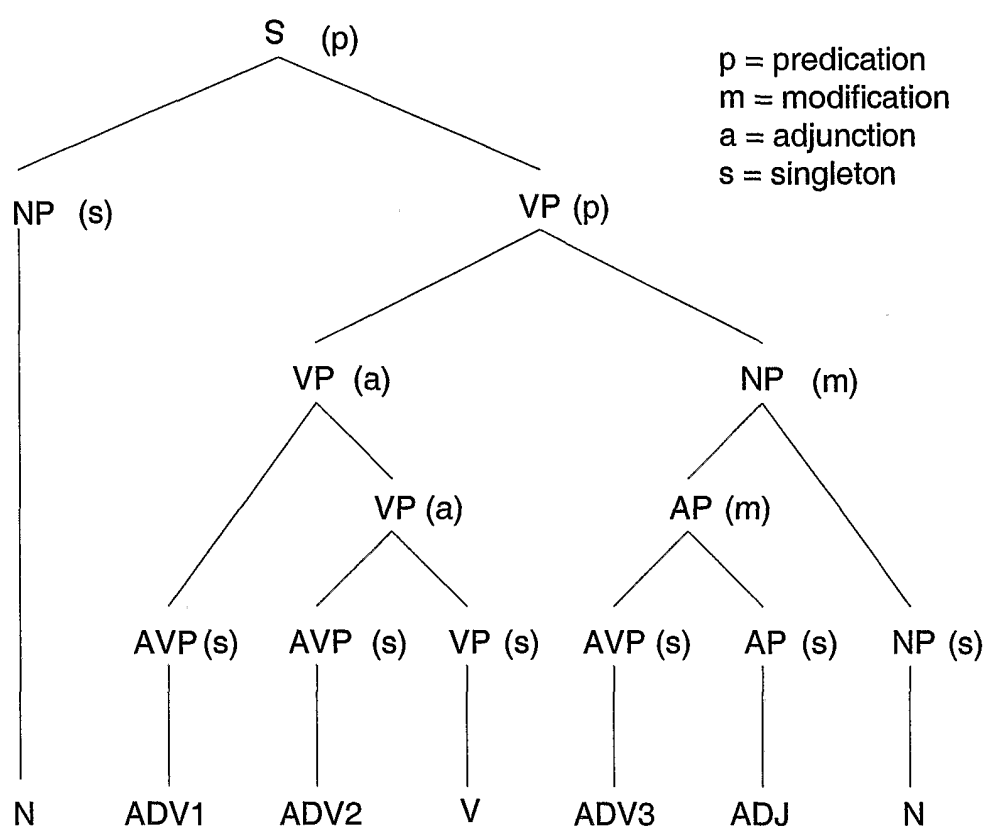 S (p)
p = predication
m = modification
a = adjunction
s = singleton
NP (s)
VP (p)
VP (a)
NP (m)
VP (a)
AP (m)
AVP (s)
AVP (s)
VP (s)
AVP (s)
AP (s)
NP (s)
N
ADV1
ADV2
V
ADV3
ADJ
N